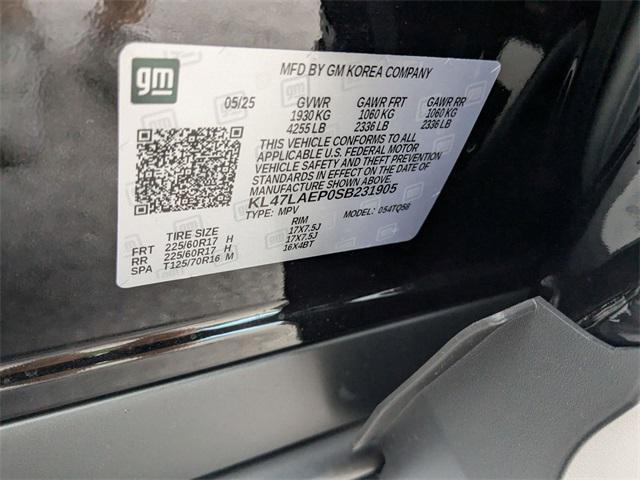 gm
MFD BY GM KOREA COMPANY
05/25 GVWR GAWR FRT GAWR RR
1930 KG 1060 KG 1060 KG
4255 LB 2336 LB 2336 LB
THIS VEHICLE CONFORMS TO ALL
APPLICABLE U.S. FEDERAL MOTOR
VEHICLE SAFETY AND THEFT PREVENTION
STANDARDS IN EFFECT ON THE DATE OF
MANUFACTURE SHOWN ABOVE.
KL47LAEP0SB231905
TYPE: MPV MODEL: 054TQ58
TIRE SIZE RIM
FRT 225/60R17 H 17X7.5J
RR 225/60R17 H 17X7.5J
SPA T125/70R16 M 16X4BT